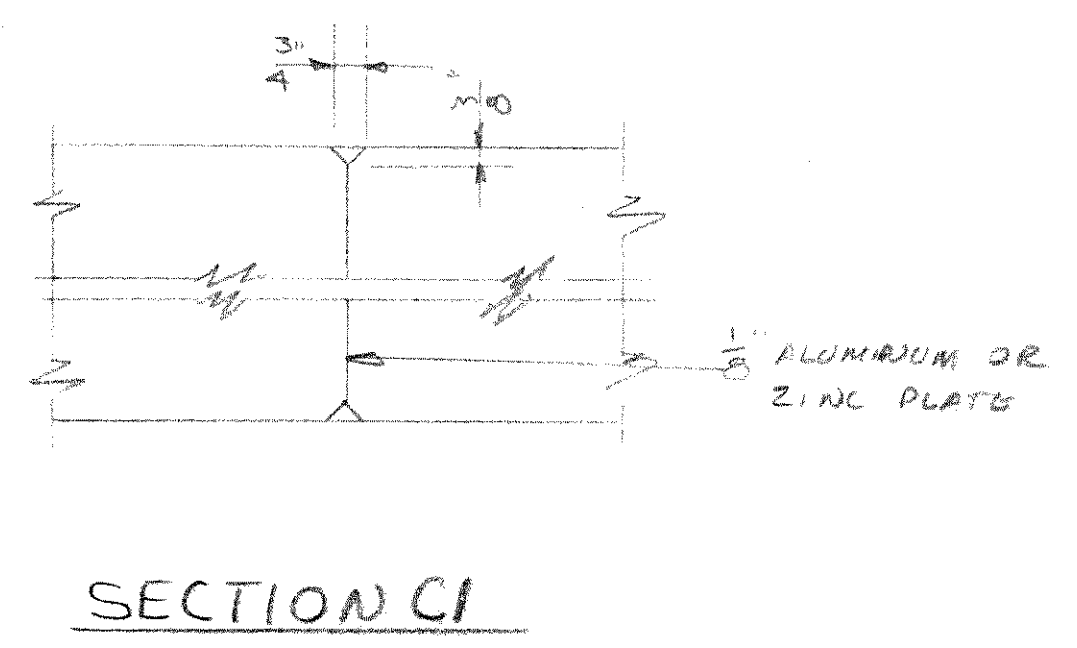 3"
4
3"
8
1/8" ALUMINUM OR
ZINC PLATE
SECTION C1